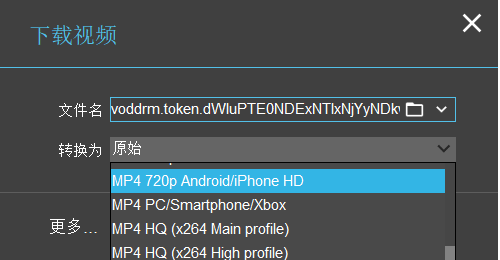 下载视频
文件名 voddrm.token.dWluPTE0NDExNTIxNjYyNDk
转换为 原始
MP4 720p Android/iPhone HD
MP4 PC/Smartphone/Xbox
更多...
MP4 HQ (x264 Main profile)
MP4 HQ (x264 High profile)